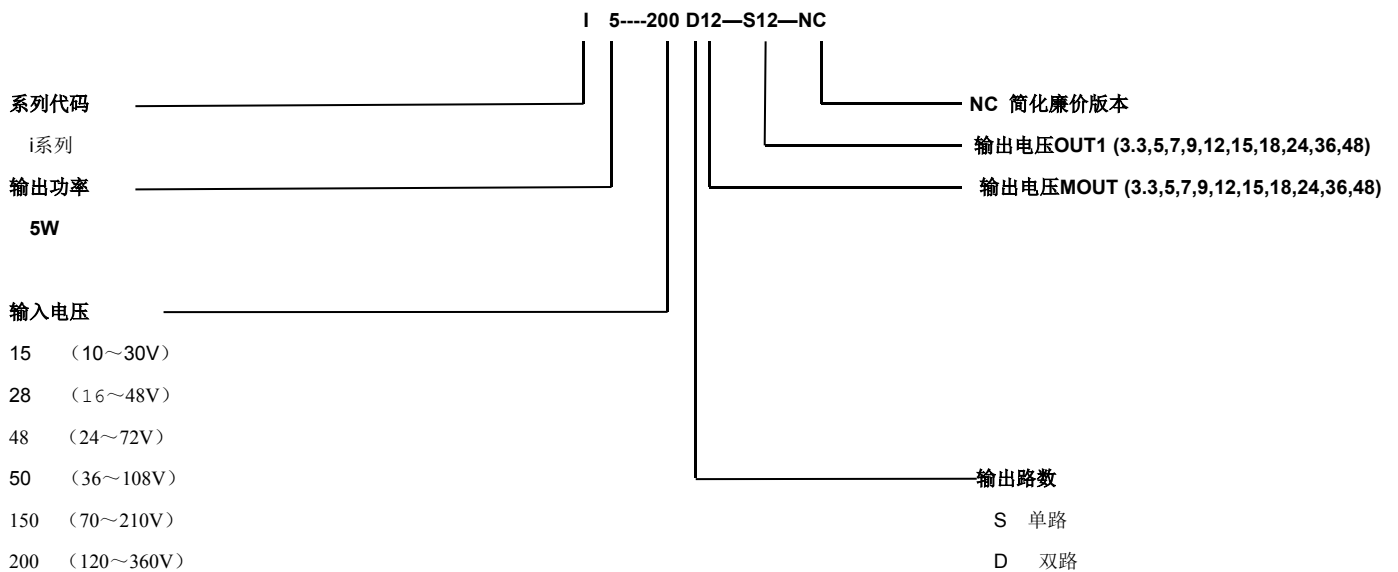 I 5----200 D12—S12—NC
系列代码
NC 简化廉价版本
i系列
输出电压OUT1 (3.3,5,7,9,12,15,18,24,36,48)
输出功率
输出电压MOUT (3.3,5,7,9,12,15,18,24,36,48)
5W
输入电压
15 （10～30V）
28 （16～48V）
48 （24～72V）
50 （36～108V）
输出路数
150 （70～210V）
S 单路
200 （120～360V）
D 双路